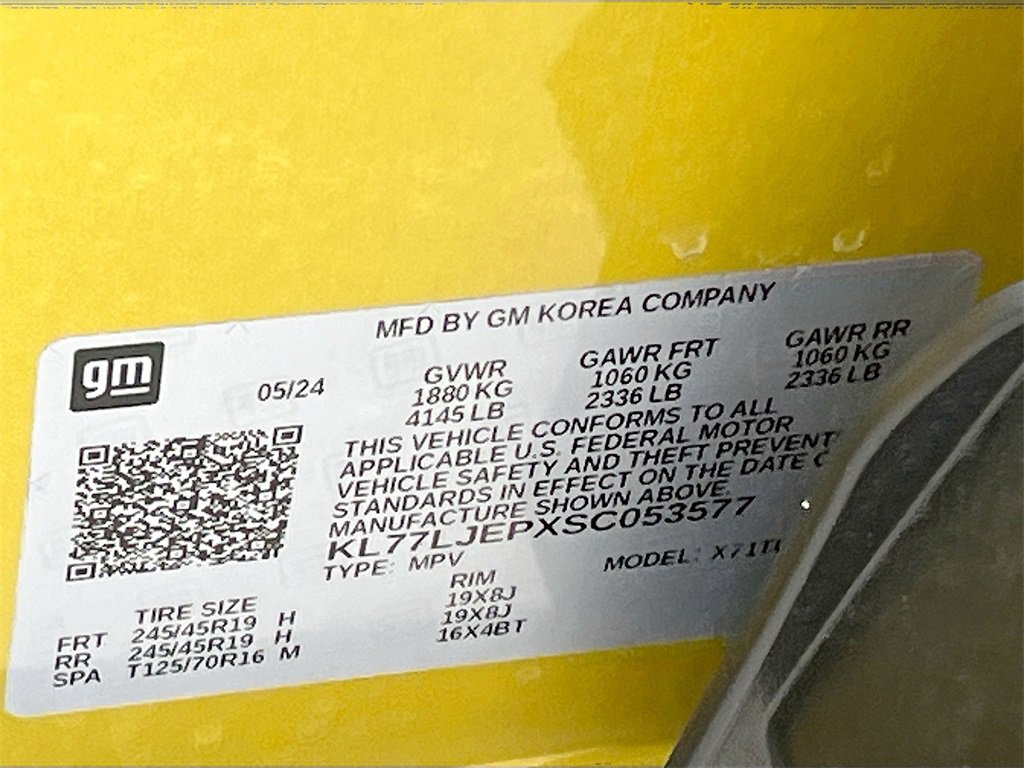 MFD BY GM KOREA COMPANY
gm
05/24
GVWR GAWR FRT GAWR RR
1880 KG 1060 KG 1060 KG
4145 LB 2336 LB 2336 LB
THIS VEHICLE CONFORMS TO ALL
APPLICABLE U.S. FEDERAL MOTOR
VEHICLE SAFETY AND THEFT PREVENT
STANDARDS IN EFFECT ON THE DATE
MANUFACTURE SHOWN ABOVE.
KL77LJEPXSC053577
TYPE: MPV MODEL:
TIRE SIZE RIM
FRT 245/45R19 H 19X8J
RR 245/45R19 H 19X8J
SPA T125/70R16 M 16X4BT